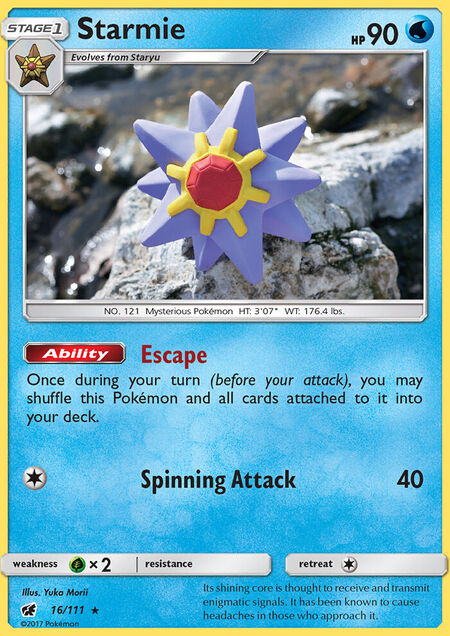 STAGE1 Starmie HP 90
Evolves from Staryu
NO. 121 Mysterious Pokémon HT: 3'07" WT: 176.4 lbs.
Ability Escape
Once during your turn (before your attack), you may
shuffle this Pokémon and all cards attached to it into
your deck.
Spinning Attack 40
weakness ×2 resistance retreat
Illus. Yuka Morii
16/111 ★
©2017 Pokémon
Its shining core is thought to receive and transmit
enigmatic signals. It has been known to cause
headaches in those who approach it.